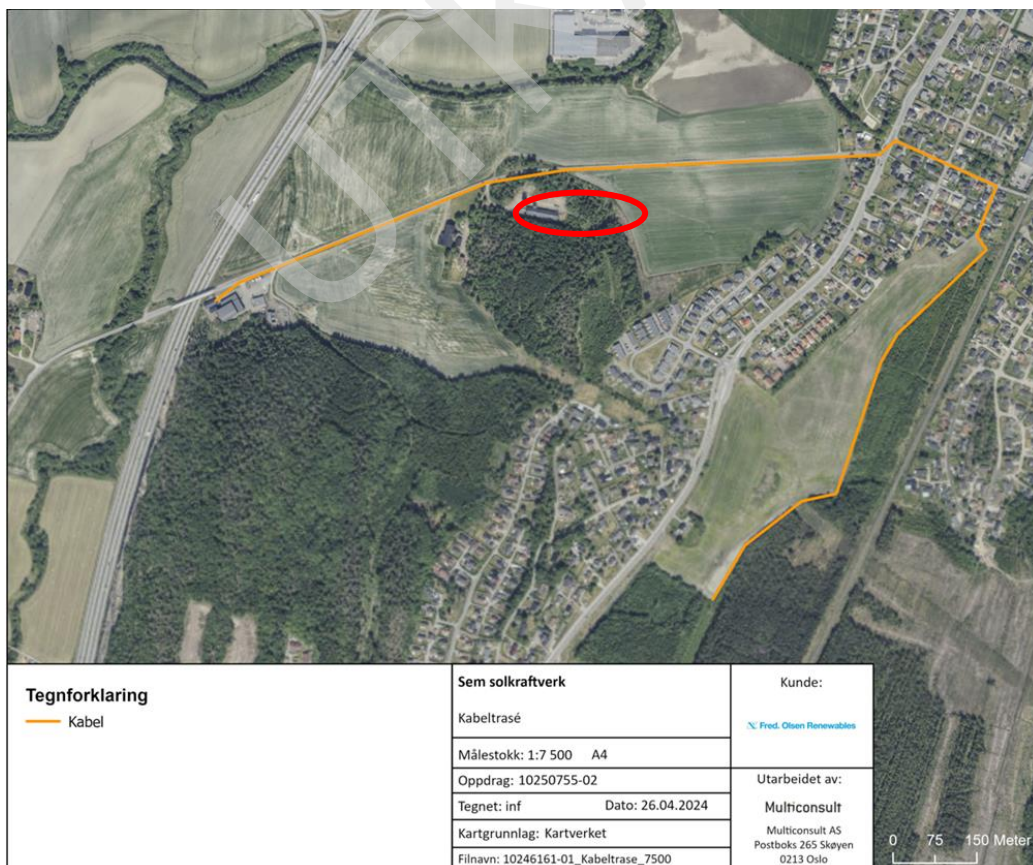 UTK
Tegnforklaring
Kabel
Sem solkraftverk
Kabeltrasé
Målestokk: 1:7 500 A4
Oppdrag: 10250755-02
Tegnet: inf Dato: 26.04.2024
Kartgrunnlag: Kartverket
Filnavn: 10246161-01_Kabeltrase_7500
Kunde:
Fred. Olsen Renewables
Utarbeidet av:
Multiconsult
Multiconsult AS
Postboks 265 Skøyen
0213 Oslo
0 75 150 Meter